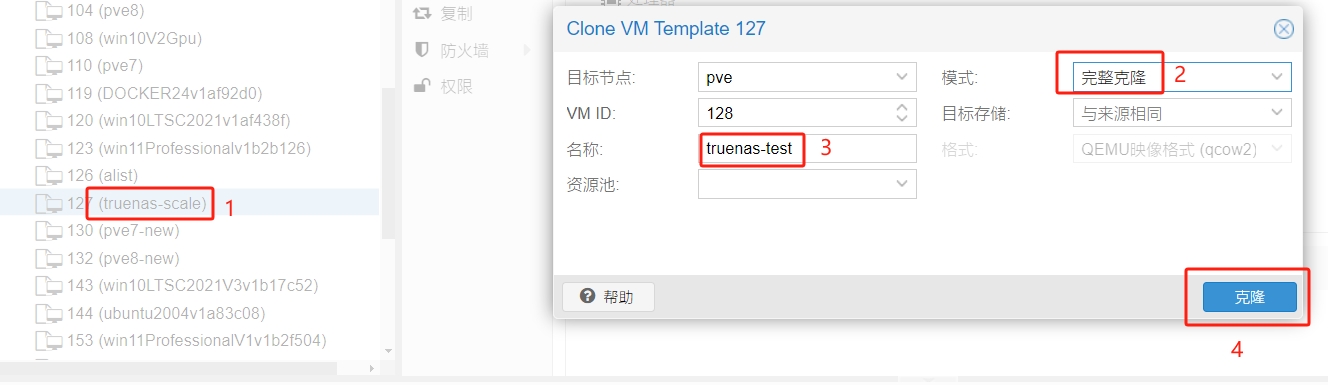 104 (pve8)
108 (win10V2Gpu)
110 (pve7)
119 (DOCKER24v1af92d0)
120 (win10LTSC2021v1af438f)
123 (win11Professionalv1b2b126)
126 (alist)
127 (truenas-scale) 1
130 (pve7-new)
132 (pve8-new)
143 (win10LTSC2021V3v1b17c52)
144 (ubuntu2004v1a83c08)
153 (win11ProfessionalV1v1b2f504)
复制
防火墙
权限
处理器
Clone VM Template 127
目标节点: pve 模式: 完整克隆 2
VM ID: 128 目标存储: 与来源相同
名称: truenas-test 3 格式: QEMU映像格式 (qcow2)
资源池:
帮助 克隆
4